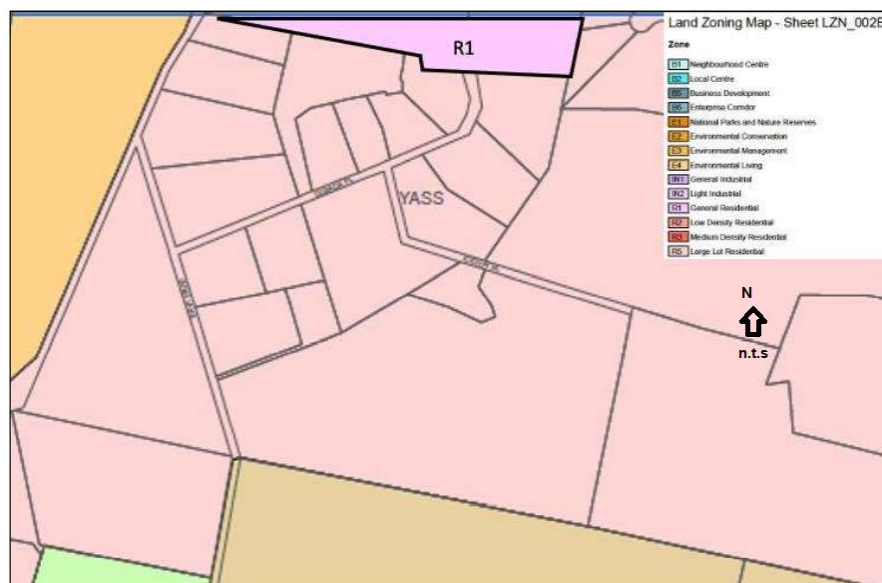 Land Zoning Map - Sheet LZN_002E
Zone
B1 Neighbourhood Centre
B2 Local Centre
B5 Business Development
B6 Enterprise Corridor
E1 National Parks and Nature Reserves
E2 Environmental Conservation
E3 Environmental Management
E4 Environmental Living
IN1 General Industrial
IN2 Light Industrial
R1 General Residential
R2 Low Density Residential
R3 Medium Density Residential
R5 Large Lot Residential
R1
YASS
N
n.t.s